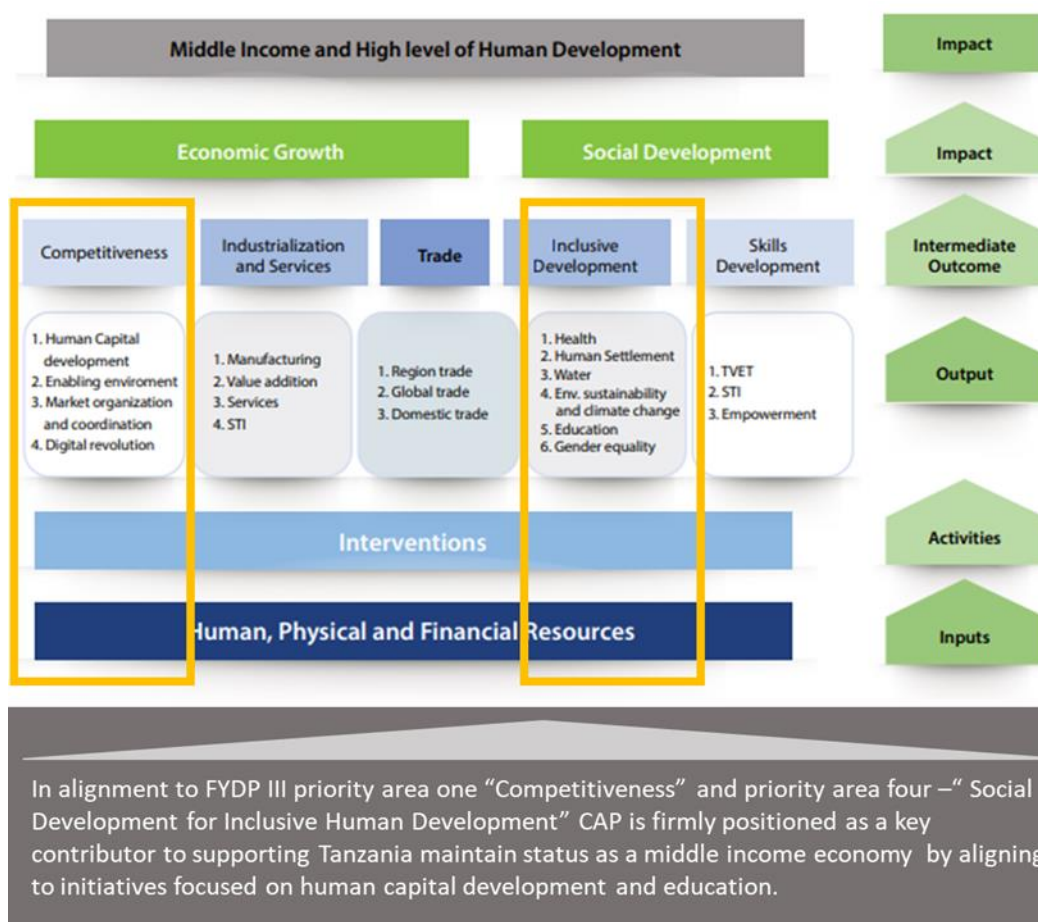 Middle Income and High level of Human Development
Impact
Economic Growth
Social Development
Impact
Competitiveness
Industrialization
and Services
Trade
Inclusive
Development
Skills
Development
Intermediate
Outcome
1. Human Capital
development
2. Enabling enviroment
3. Market organization
and coordination
4. Digital revolution
1. Manufacturing
2. Value addition
3. Services
4. STI
1. Region trade
2. Global trade
3. Domestic trade
1. Health
2. Human Settlement
3. Water
4. Env. sustainability
and climate change
5. Education
6. Gender equality
1. TVET
2. STI
3. Empowerment
Output
Interventions
Activities
Human, Physical and Financial Resources
Inputs
In alignment to FYDP III priority area one “Competitiveness” and priority area four –“ Social
Development for Inclusive Human Development” CAP is firmly positioned as a key
contributor to supporting Tanzania maintain status as a middle income economy by aligning
to initiatives focused on human capital development and education.